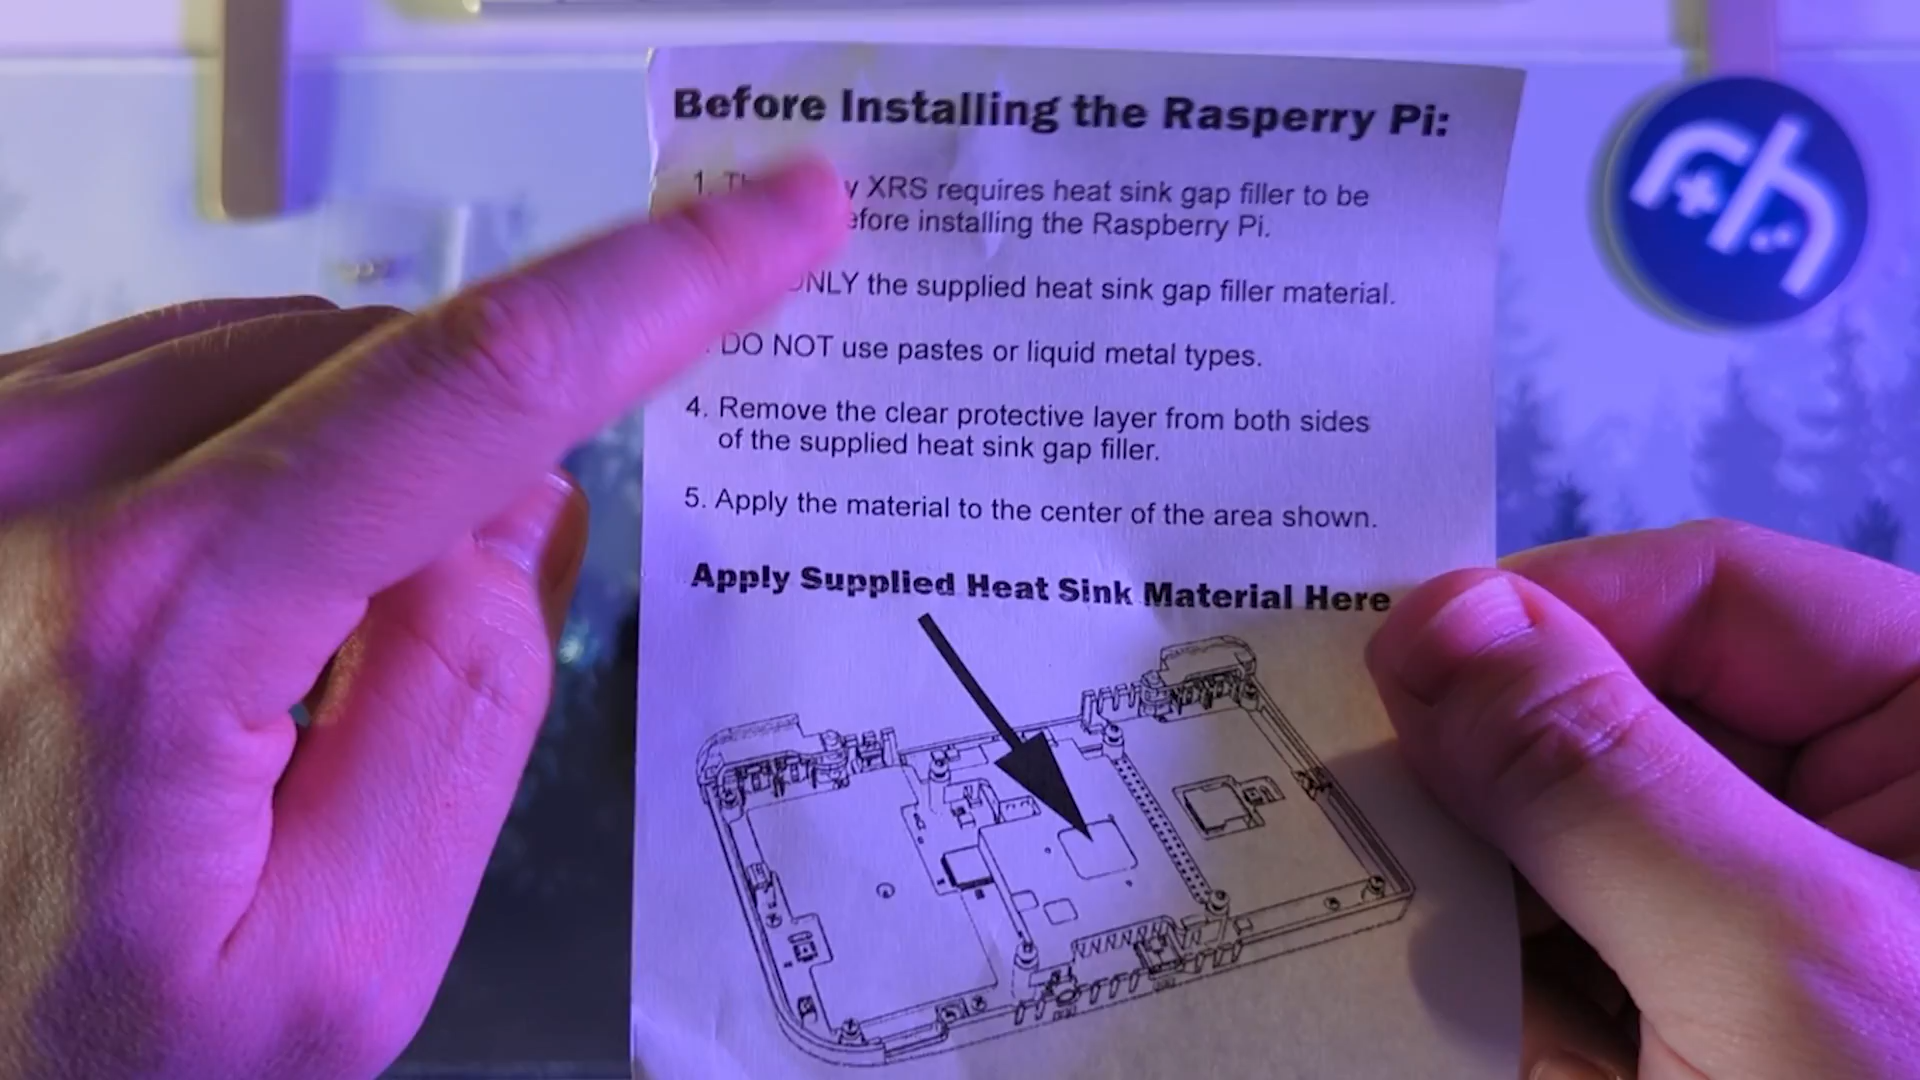 Before Installing the Rasperry Pi:
1. XRS requires heat sink gap filler to be
before installing the Raspberry Pi.
ONLY the supplied heat sink gap filler material.
DO NOT use pastes or liquid metal types.
4. Remove the clear protective layer from both sides
of the supplied heat sink gap filler.
5. Apply the material to the center of the area shown.
Apply Supplied Heat Sink Material Here